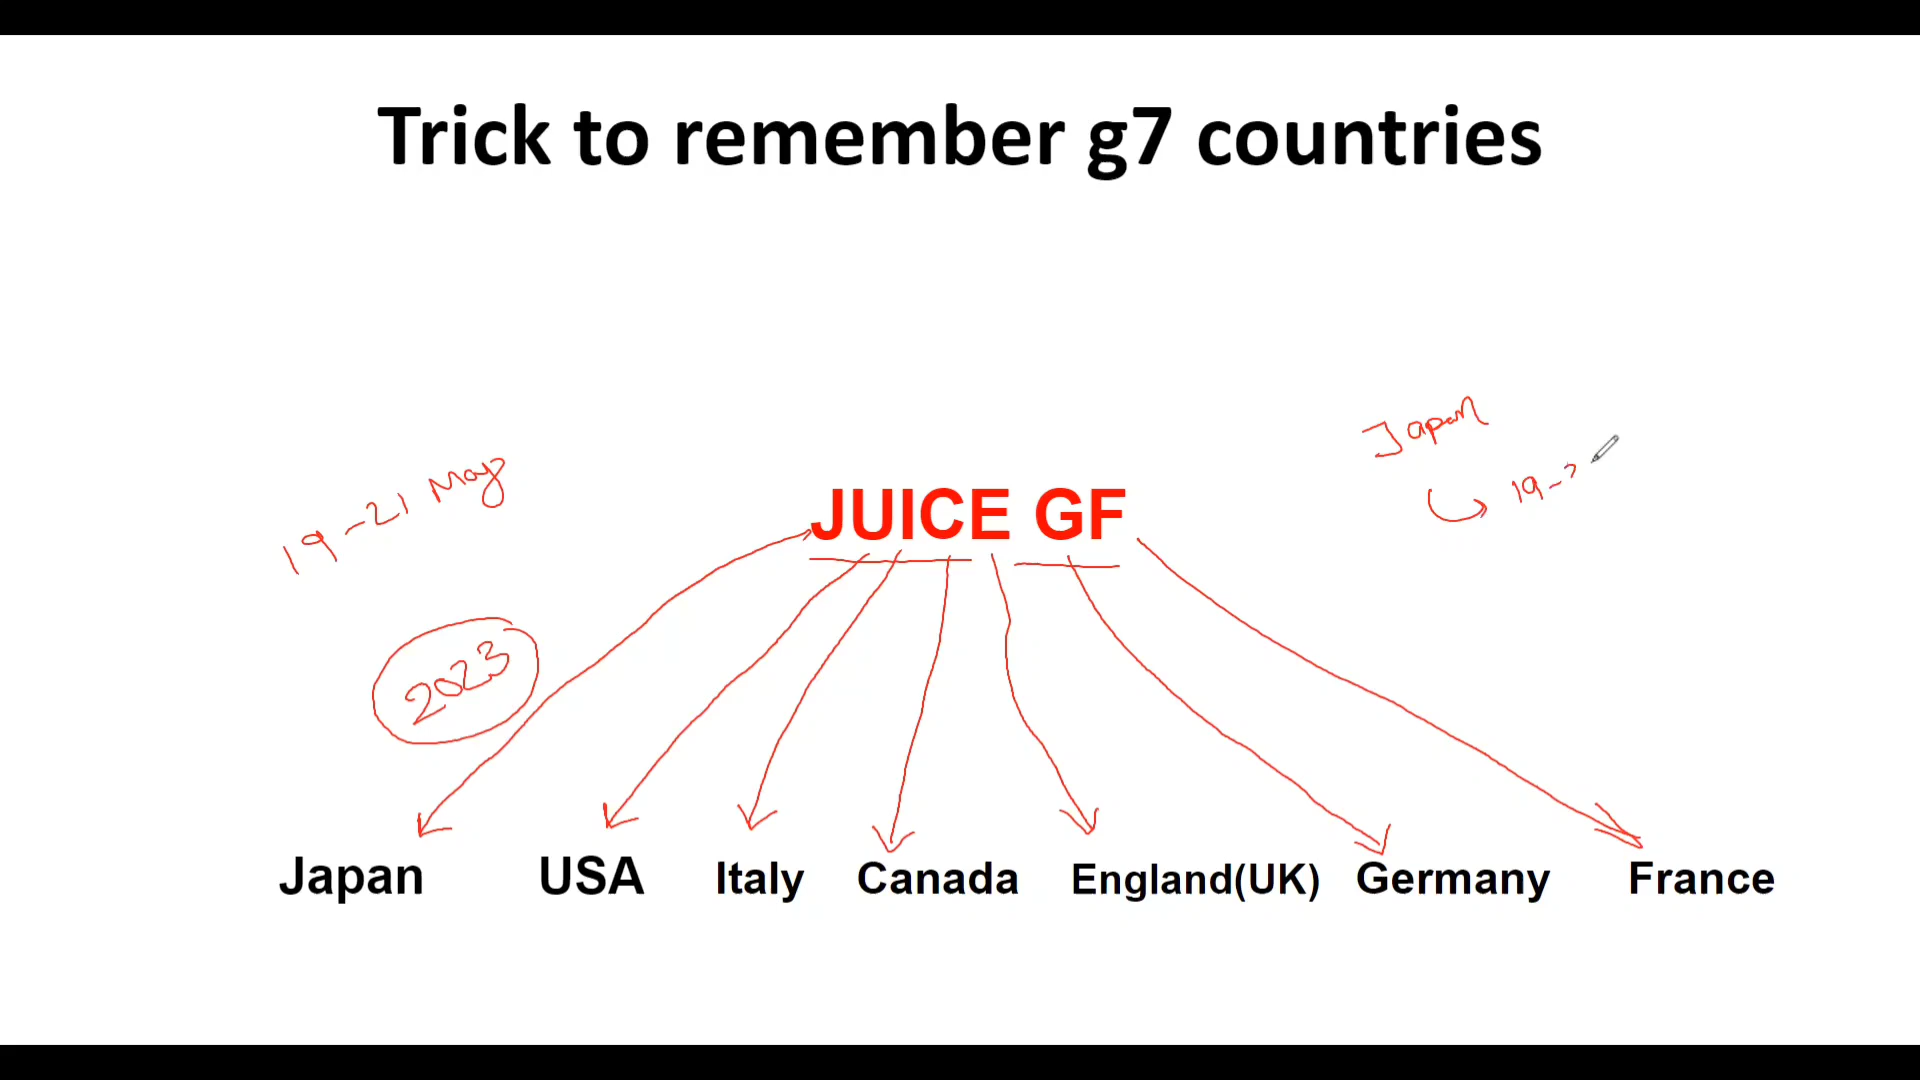 Trick to remember g7 countries
Japan
19-21 May
JUICE GF
19-2
2023
Japan USA Italy Canada England(UK) Germany France